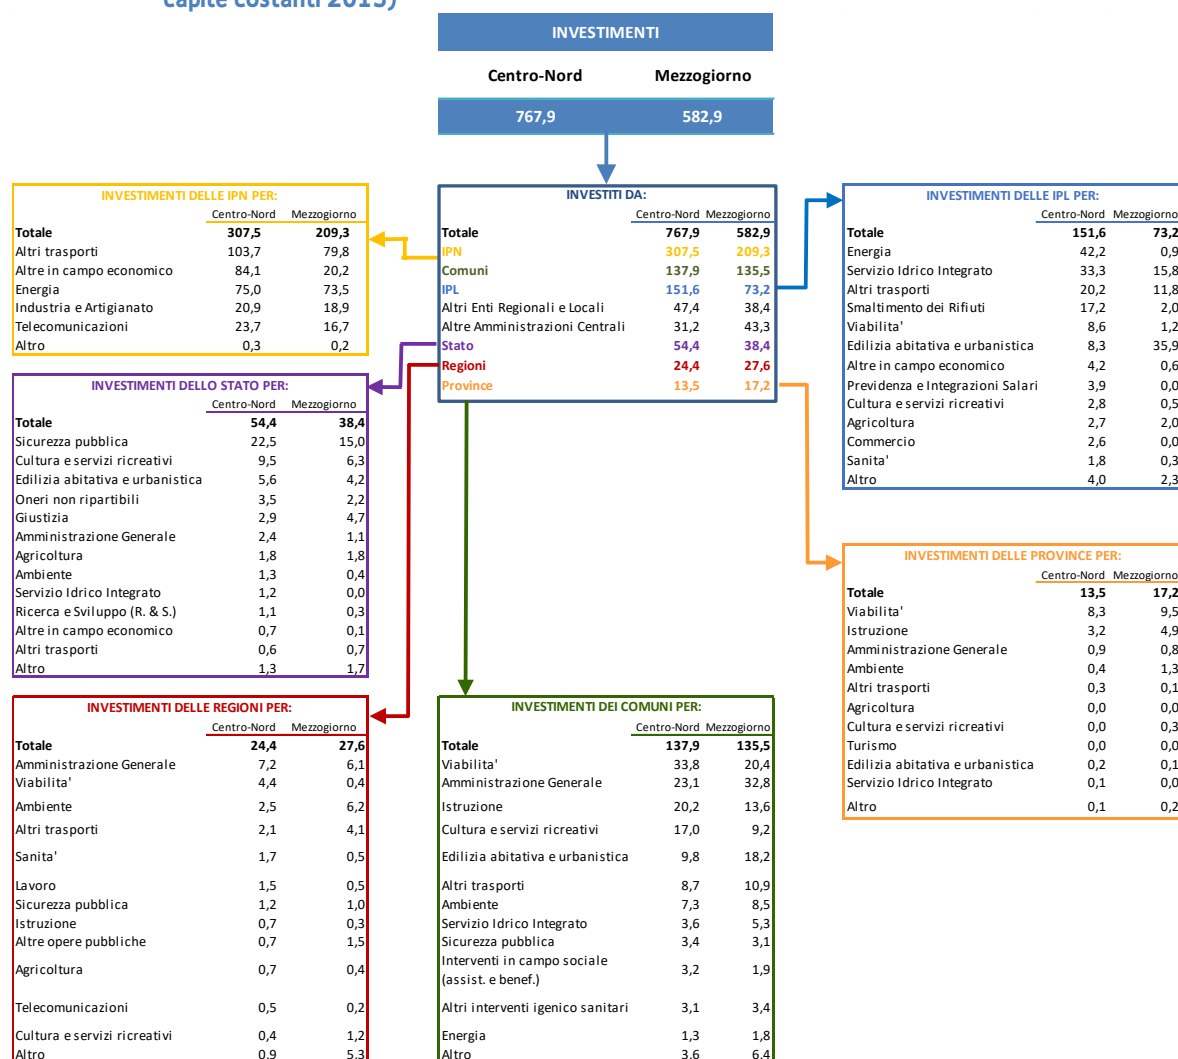 capite costanti 2015)
INVESTIMENTI
Centro-Nord Mezzogiorno
767,9 582,9
INVESTIMENTI DELLE IPN PER:
Centro-Nord Mezzogiorno
Totale 307,5 209,3
Altri trasporti 103,7 79,8
Altre in campo economico 84,1 20,2
Energia 75,0 73,5
Industria e Artigianato 20,9 18,9
Telecomunicazioni 23,7 16,7
Altro 0,3 0,2
INVESTITI DA:
Centro-Nord Mezzogiorno
Totale 767,9 582,9
IPN 307,5 209,3
Comuni 137,9 135,5
IPL 151,6 73,2
Altri Enti Regionali e Locali 47,4 38,4
Altre Amministrazioni Centrali 31,2 43,3
Stato 54,4 38,4
Regioni 24,4 27,6
Province 13,5 17,2
INVESTIMENTI DELLE IPL PER:
Centro-Nord Mezzogiorno
Totale 151,6 73,2
Energia 42,2 0,9
Servizio Idrico Integrato 33,3 15,8
Altri trasporti 20,2 11,8
Smaltimento dei Rifiuti 17,2 2,0
Viabilita' 8,6 1,2
Edilizia abitativa e urbanistica 8,3 35,9
Altre in campo economico 4,2 0,6
Previdenza e Integrazioni Salari 3,9 0,0
Cultura e servizi ricreativi 2,8 0,5
Agricoltura 2,7 2,0
Commercio 2,6 0,0
Sanita' 1,8 0,3
Altro 4,0 2,3
INVESTIMENTI DELLO STATO PER:
Centro-Nord Mezzogiorno
Totale 54,4 38,4
Sicurezza pubblica 22,5 15,0
Cultura e servizi ricreativi 9,5 6,3
Edilizia abitativa e urbanistica 5,6 4,2
Oneri non ripartibili 3,5 2,2
Giustizia 2,9 4,7
Amministrazione Generale 2,4 1,1
Agricoltura 1,8 1,8
Ambiente 1,3 0,4
Servizio Idrico Integrato 1,2 0,0
Ricerca e Sviluppo (R. & S.) 1,1 0,3
Altre in campo economico 0,7 0,1
Altri trasporti 0,6 0,7
Altro 1,3 1,7
INVESTIMENTI DELLE PROVINCE PER:
Centro-Nord Mezzogiorno
Totale 13,5 17,2
Viabilita' 8,3 9,5
Istruzione 3,2 4,9
Amministrazione Generale 0,9 0,8
Ambiente 0,4 1,3
Altri trasporti 0,3 0,1
Agricoltura 0,0 0,0
Cultura e servizi ricreativi 0,0 0,3
Turismo 0,0 0,0
Edilizia abitativa e urbanistica 0,2 0,1
Servizio Idrico Integrato 0,1 0,0
Altro 0,1 0,2
INVESTIMENTI DELLE REGIONI PER:
Centro-Nord Mezzogiorno
Totale 24,4 27,6
Amministrazione Generale 7,2 6,1
Viabilita' 4,4 0,4
Ambiente 2,5 6,2
Altri trasporti 2,1 4,1
Sanita' 1,7 0,5
Lavoro 1,5 0,5
Sicurezza pubblica 1,2 1,0
Istruzione 0,7 0,3
Altre opere pubbliche 0,7 1,5
Agricoltura 0,7 0,4
Telecomunicazioni 0,5 0,2
Cultura e servizi ricreativi 0,4 1,2
Altro 0,9 5,3
INVESTIMENTI DEI COMUNI PER:
Centro-Nord Mezzogiorno
Totale 137,9 135,5
Viabilita' 33,8 20,4
Amministrazione Generale 23,1 32,8
Istruzione 20,2 13,6
Cultura e servizi ricreativi 17,0 9,2
Edilizia abitativa e urbanistica 9,8 18,2
Altri trasporti 8,7 10,9
Ambiente 7,3 8,5
Servizio Idrico Integrato 3,6 5,3
Sicurezza pubblica 3,4 3,1
Interventi in campo sociale
(assist. e benef.) 3,2 1,9
Altri interventi igenico sanitari 3,1 3,4
Energia 1,3 1,8
Altro 3,6 6,4